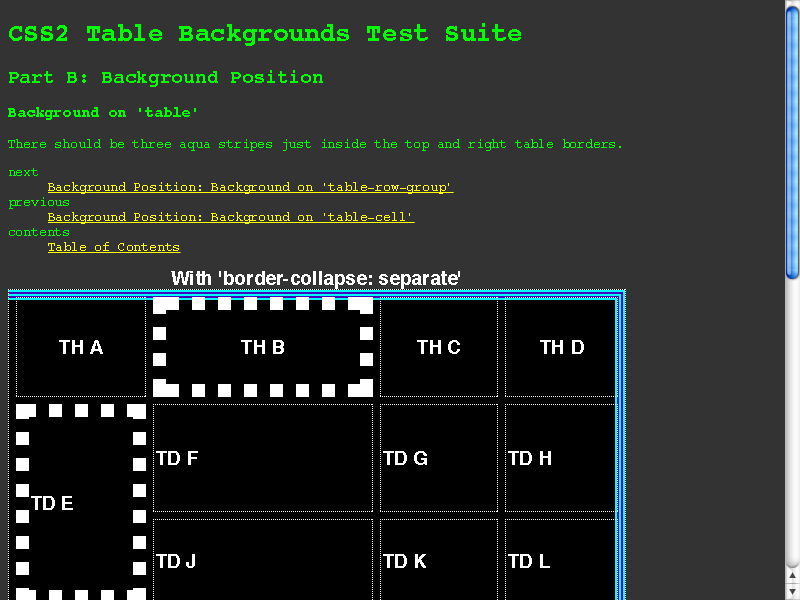 CSS2 Table Backgrounds Test Suite
Part B: Background Position
Background on 'table'
There should be three aqua stripes just inside the top and right table borders.
next
Background Position: Background on 'table-row-group'
previous
Background Position: Background on 'table-cell'
contents
Table of Contents
With 'border-collapse: separate'
TH A TH B TH C TH D
TD F TD G TD H
TD E
TD J TD K TD L